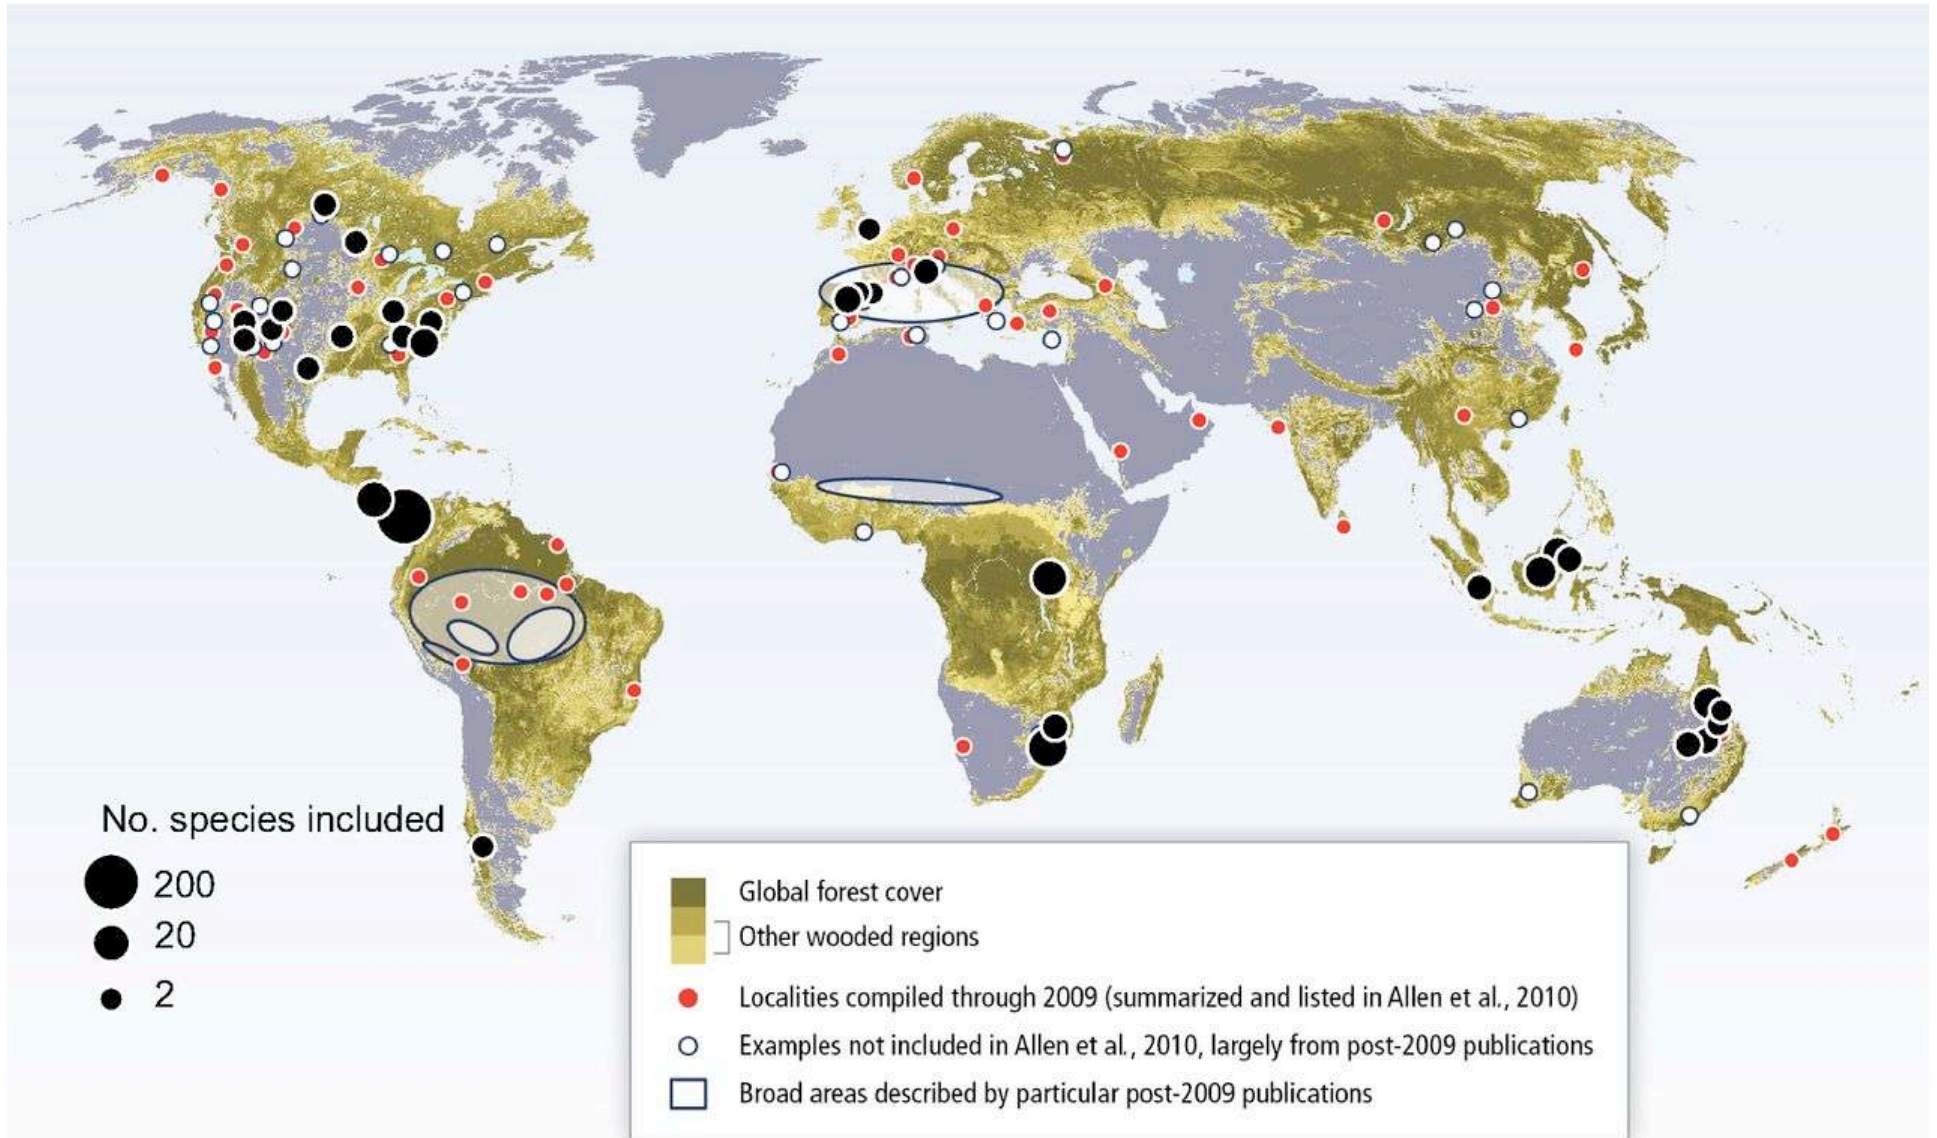 No. species included
200
20
2
Global forest cover
Other wooded regions
Localities compiled through 2009 (summarized and listed in Allen et al., 2010)
Examples not included in Allen et al., 2010, largely from post-2009 publications
Broad areas described by particular post-2009 publications